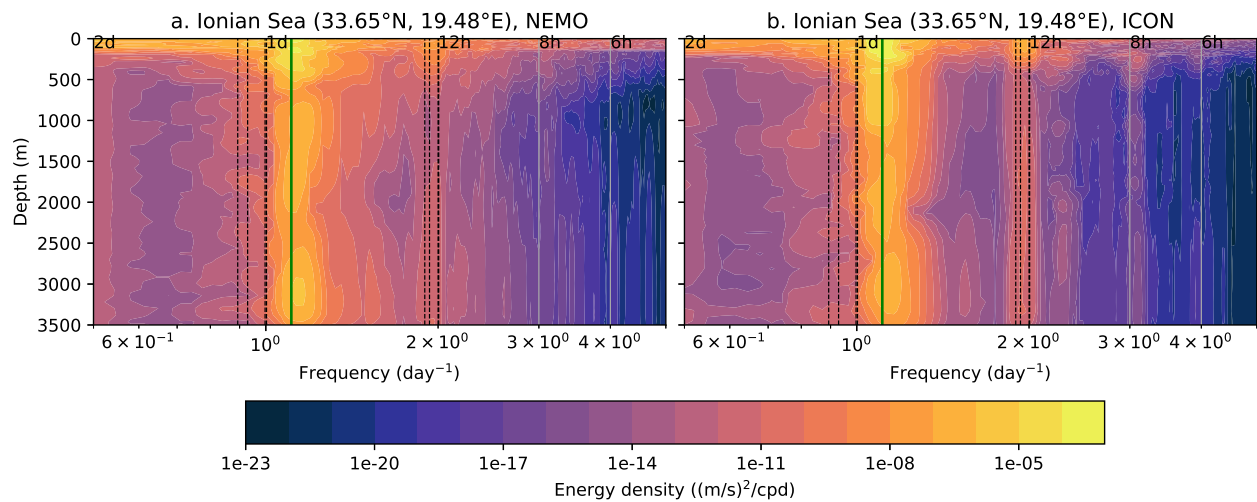 a. Ionian Sea (33.65°N, 19.48°E), NEMO
b. Ionian Sea (33.65°N, 19.48°E), ICON
2d 1d 12h 8h 6h
2d 1d 12h 8h 6h
0
500
1000
1500
2000
2500
3000
3500
Depth (m)
6 × 10⁻¹ 10⁰ 2 × 10⁰ 3 × 10⁰ 4 × 10⁰
6 × 10⁻¹ 10⁰ 2 × 10⁰ 3 × 10⁰ 4 × 10⁰
Frequency (day⁻¹)
Frequency (day⁻¹)
1e-23 1e-20 1e-17 1e-14 1e-11 1e-08 1e-05
Energy density ((m/s)²/cpd)